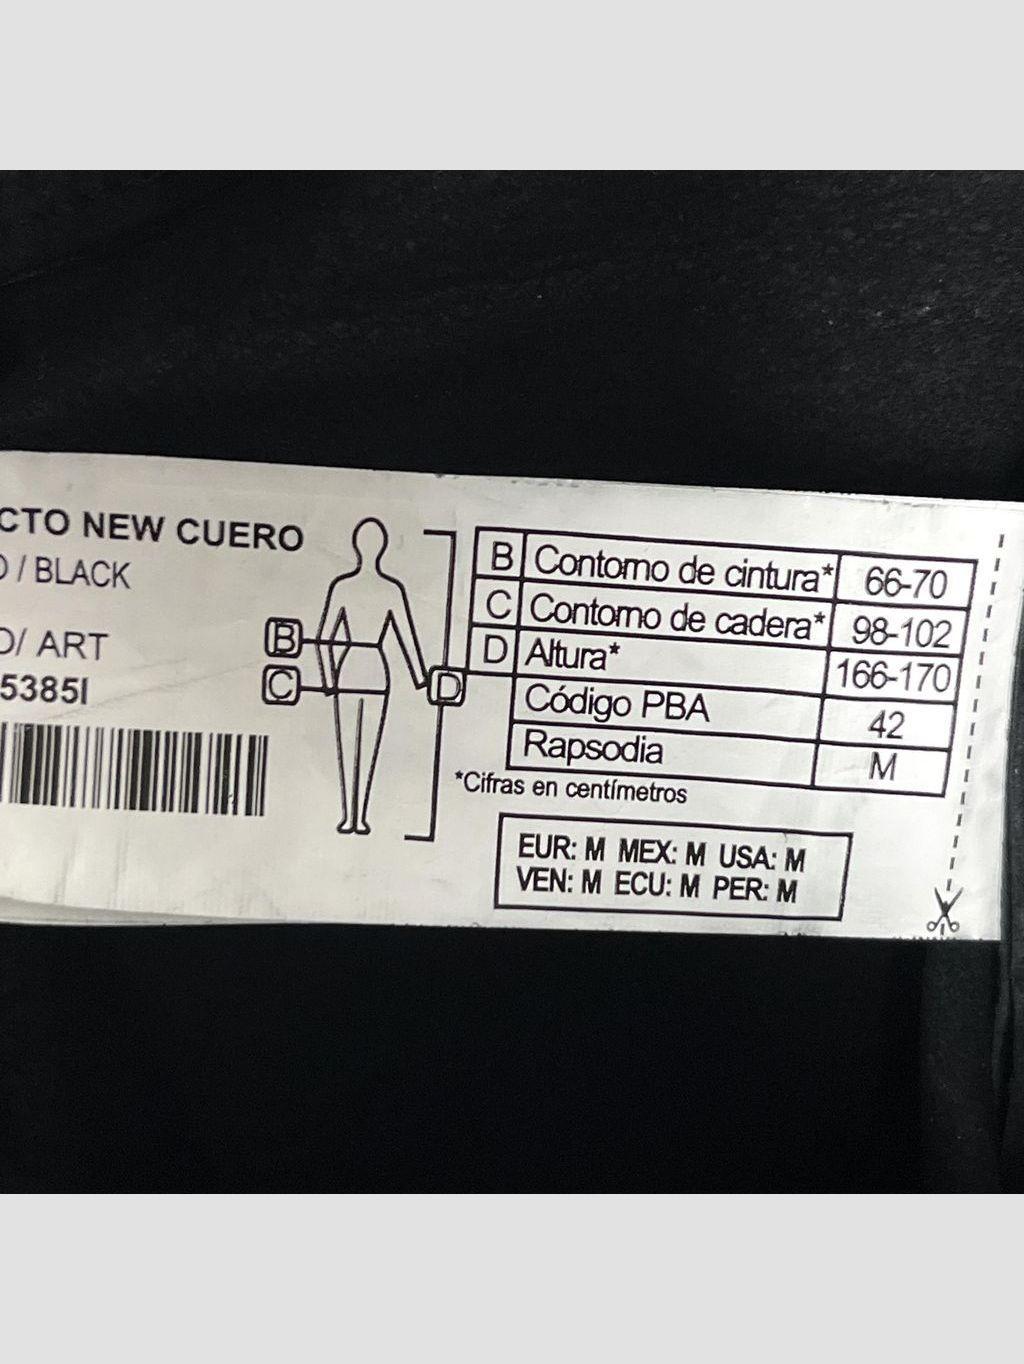 CTO NEW CUERO
/ BLACK
/ ART
5385I
B
C
D
B Contorno de cintura* 66-70
C Contorno de cadera* 98-102
D Altura* 166-170
Código PBA 42
Rapsodia M
*Cifras en centímetros
EUR: M MEX: M USA: M
VEN: M ECU: M PER: M